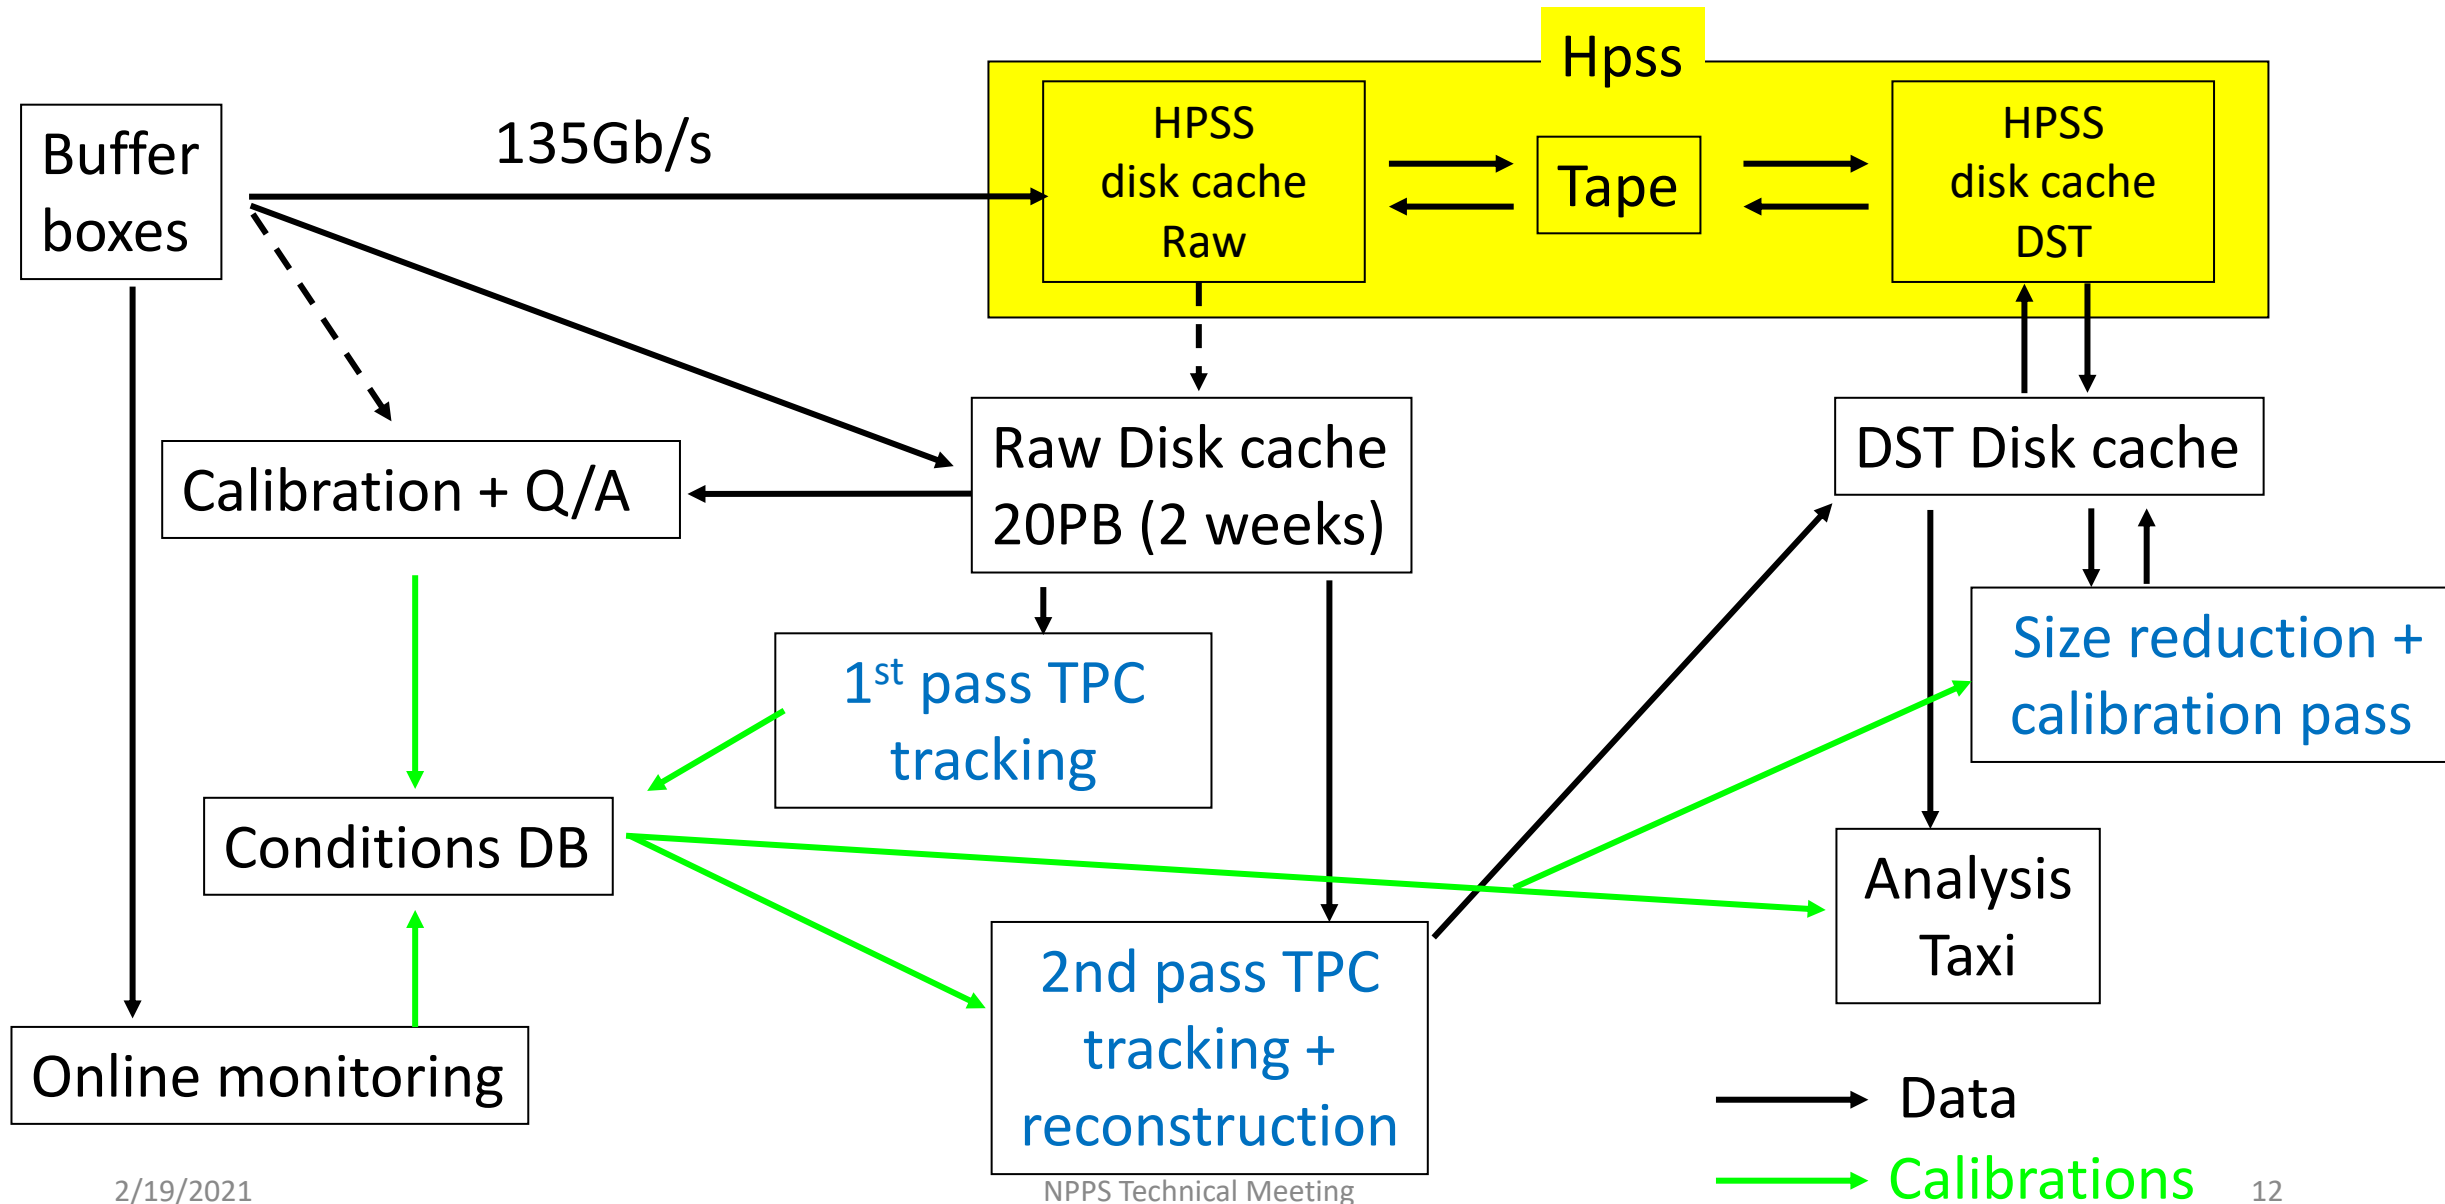 Hpss
HPSS
disk cache
Raw
Tape
HPSS
disk cache
DST
Buffer
boxes
135Gb/s
Calibration + Q/A
Raw Disk cache
20PB (2 weeks)
DST Disk cache
1st pass TPC
tracking
Size reduction +
calibration pass
Conditions DB
Analysis
Taxi
2nd pass TPC
tracking +
reconstruction
Online monitoring
Data
Calibrations
2/19/2021
NPPS Technical Meeting
12